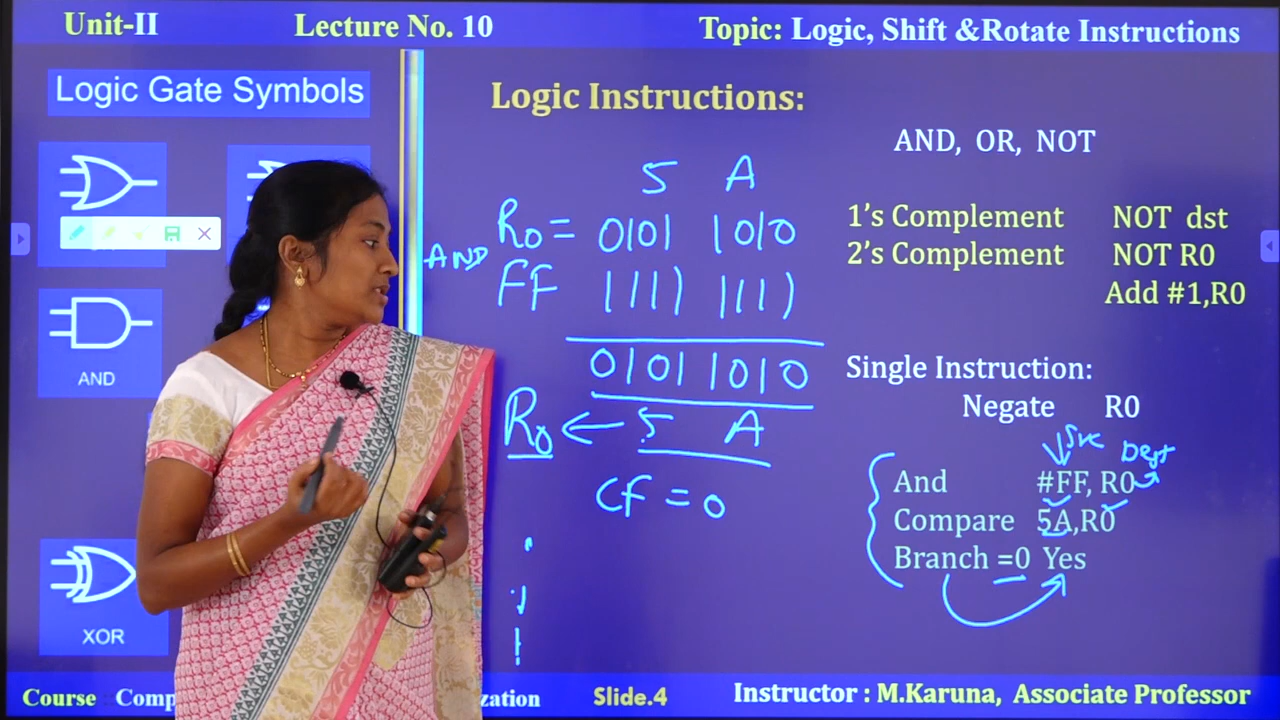 Unit-II Lecture No. 10 Topic: Logic, Shift &Rotate Instructions
Logic Gate Symbols
AND
XOR
Logic Instructions:
5 A
R0 = 0101 1010
AND
FF 1111 1111
0101 1010
R0 ← 5 A
CF = 0
AND, OR, NOT
1's Complement NOT dst
2's Complement NOT R0
Add #1,R0
Single Instruction:
Negate R0
Src Dest
And #FF, R0
Compare 5A,R0
Branch =0 Yes
Course : Comp zation Slide.4 Instructor : M.Karuna, Associate Professor